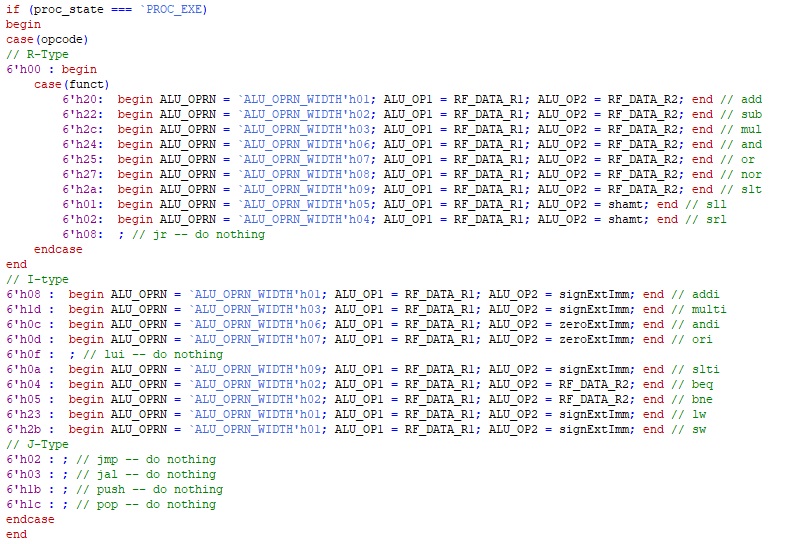 if (proc_state === `PROC_EXE)
begin
case(opcode)
// R-Type
6'h00 : begin
    case(funct)
        6'h20:  begin ALU_OPRN = `ALU_OPRN_WIDTH'h01; ALU_OP1 = RF_DATA_R1; ALU_OP2 = RF_DATA_R2; end // add
        6'h22:  begin ALU_OPRN = `ALU_OPRN_WIDTH'h02; ALU_OP1 = RF_DATA_R1; ALU_OP2 = RF_DATA_R2; end // sub
        6'h2c:  begin ALU_OPRN = `ALU_OPRN_WIDTH'h03; ALU_OP1 = RF_DATA_R1; ALU_OP2 = RF_DATA_R2; end // mul
        6'h24:  begin ALU_OPRN = `ALU_OPRN_WIDTH'h06; ALU_OP1 = RF_DATA_R1; ALU_OP2 = RF_DATA_R2; end // and
        6'h25:  begin ALU_OPRN = `ALU_OPRN_WIDTH'h07; ALU_OP1 = RF_DATA_R1; ALU_OP2 = RF_DATA_R2; end // or
        6'h27:  begin ALU_OPRN = `ALU_OPRN_WIDTH'h08; ALU_OP1 = RF_DATA_R1; ALU_OP2 = RF_DATA_R2; end // nor
        6'h2a:  begin ALU_OPRN = `ALU_OPRN_WIDTH'h09; ALU_OP1 = RF_DATA_R1; ALU_OP2 = RF_DATA_R2; end // slt
        6'h01:  begin ALU_OPRN = `ALU_OPRN_WIDTH'h05; ALU_OP1 = RF_DATA_R1; ALU_OP2 = shamt; end // sll
        6'h02:  begin ALU_OPRN = `ALU_OPRN_WIDTH'h04; ALU_OP1 = RF_DATA_R1; ALU_OP2 = shamt; end // srl
        6'h08:  ; // jr -- do nothing
    endcase
end
// I-type
6'h08 :  begin ALU_OPRN = `ALU_OPRN_WIDTH'h01; ALU_OP1 = RF_DATA_R1; ALU_OP2 = signExtImm; end // addi
6'h1d :  begin ALU_OPRN = `ALU_OPRN_WIDTH'h03; ALU_OP1 = RF_DATA_R1; ALU_OP2 = signExtImm; end // multi
6'h0c :  begin ALU_OPRN = `ALU_OPRN_WIDTH'h06; ALU_OP1 = RF_DATA_R1; ALU_OP2 = zeroExtImm; end // andi
6'h0d :  begin ALU_OPRN = `ALU_OPRN_WIDTH'h07; ALU_OP1 = RF_DATA_R1; ALU_OP2 = zeroExtImm; end // ori
6'h0f :  ; // lui -- do nothing
6'h0a :  begin ALU_OPRN = `ALU_OPRN_WIDTH'h09; ALU_OP1 = RF_DATA_R1; ALU_OP2 = signExtImm; end // slti
6'h04 :  begin ALU_OPRN = `ALU_OPRN_WIDTH'h02; ALU_OP1 = RF_DATA_R1; ALU_OP2 = RF_DATA_R2; end // beq
6'h05 :  begin ALU_OPRN = `ALU_OPRN_WIDTH'h02; ALU_OP1 = RF_DATA_R1; ALU_OP2 = RF_DATA_R2; end // bne
6'h23 :  begin ALU_OPRN = `ALU_OPRN_WIDTH'h01; ALU_OP1 = RF_DATA_R1; ALU_OP2 = signExtImm; end // lw
6'h2b :  begin ALU_OPRN = `ALU_OPRN_WIDTH'h01; ALU_OP1 = RF_DATA_R1; ALU_OP2 = signExtImm; end // sw
// J-Type
6'h02 : ; // jmp -- do nothing
6'h03 : ; // jal -- do nothing
6'h1b : ; // push -- do nothing
6'h1c : ; // pop -- do nothing
endcase
end